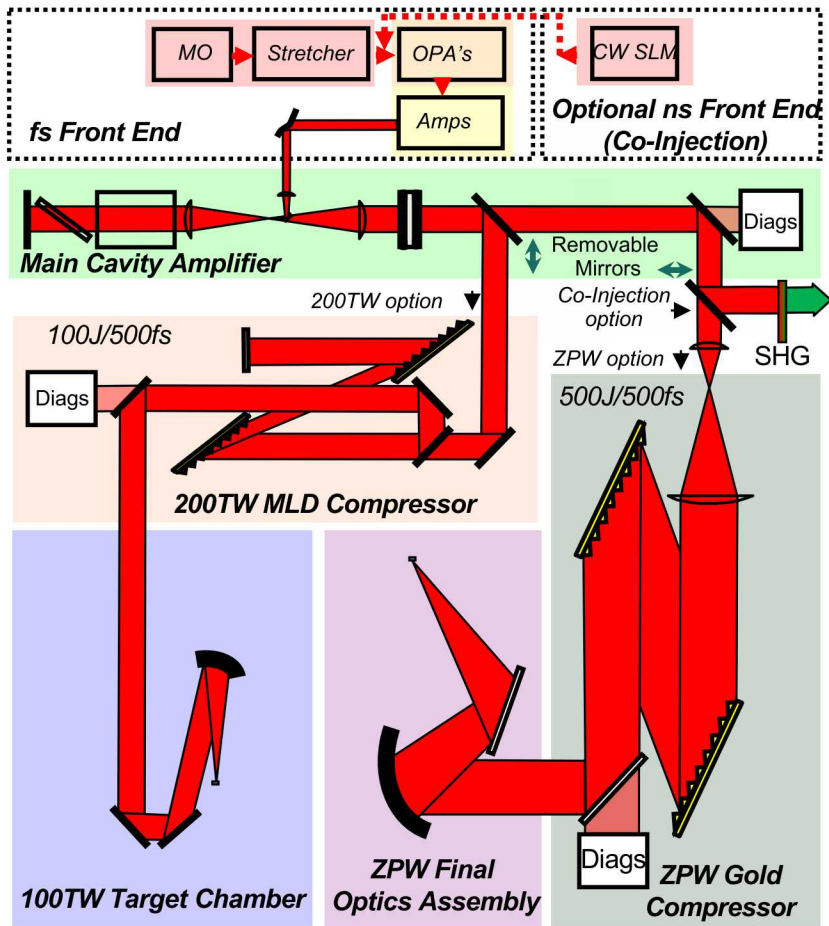 MO
Stretcher
OPA's
CW SLM
Amps
fs Front End
Optional ns Front End
(Co-Injection)
Diags
Main Cavity Amplifier
Removable
Mirrors
200TW option
Co-Injection
option
100J/500fs
ZPW option
SHG
Diags
500J/500fs
200TW MLD Compressor
100TW Target Chamber
ZPW Final
Optics Assembly
Diags
ZPW Gold
Compressor